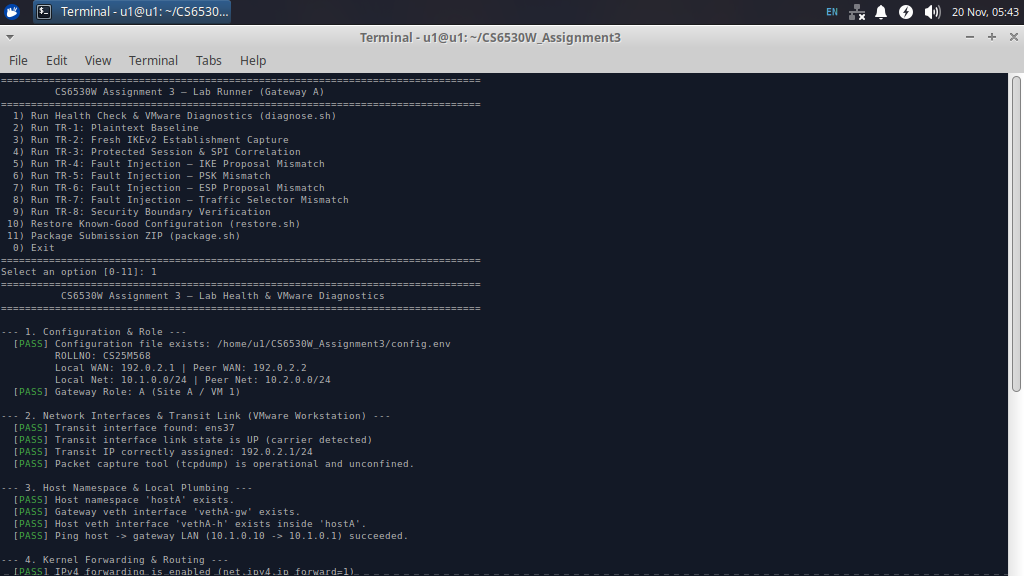 Terminal - u1@u1: ~/CS6530...
EN
20 Nov, 05:43
Terminal - u1@u1: ~/CS6530W_Assignment3
File Edit View Terminal Tabs Help
================================================================================
CS6530W Assignment 3 — Lab Runner (Gateway A)
================================================================================
1) Run Health Check & VMware Diagnostics (diagnose.sh)
2) Run TR-1: Plaintext Baseline
3) Run TR-2: Fresh IKEv2 Establishment Capture
4) Run TR-3: Protected Session & SPI Correlation
5) Run TR-4: Fault Injection — IKE Proposal Mismatch
6) Run TR-5: Fault Injection — PSK Mismatch
7) Run TR-6: Fault Injection — ESP Proposal Mismatch
8) Run TR-7: Fault Injection — Traffic Selector Mismatch
9) Run TR-8: Security Boundary Verification
10) Restore Known-Good Configuration (restore.sh)
11) Package Submission ZIP (package.sh)
0) Exit
================================================================================
Select an option [0-11]: 1
================================================================================
CS6530W Assignment 3 — Lab Health & VMware Diagnostics
================================================================================
--- 1. Configuration & Role ---
[PASS] Configuration file exists: /home/u1/CS6530W_Assignment3/config.env
ROLLNO: CS25M568
Local WAN: 192.0.2.1 | Peer WAN: 192.0.2.2
Local Net: 10.1.0.0/24 | Peer Net: 10.2.0.0/24
[PASS] Gateway Role: A (Site A / VM 1)
--- 2. Network Interfaces & Transit Link (VMware Workstation) ---
[PASS] Transit interface found: ens37
[PASS] Transit interface link state is UP (carrier detected)
[PASS] Transit IP correctly assigned: 192.0.2.1/24
[PASS] Packet capture tool (tcpdump) is operational and unconfined.
--- 3. Host Namespace & Local Plumbing ---
[PASS] Host namespace 'hostA' exists.
[PASS] Gateway veth interface 'vethA-gw' exists.
[PASS] Host veth interface 'vethA-h' exists inside 'hostA'.
[PASS] Ping host -> gateway LAN (10.1.0.10 -> 10.1.0.1) succeeded.
--- 4. Kernel Forwarding & Routing ---
[PASS] IPv4 forwarding is enabled (net.ipv4.ip_forward=1)